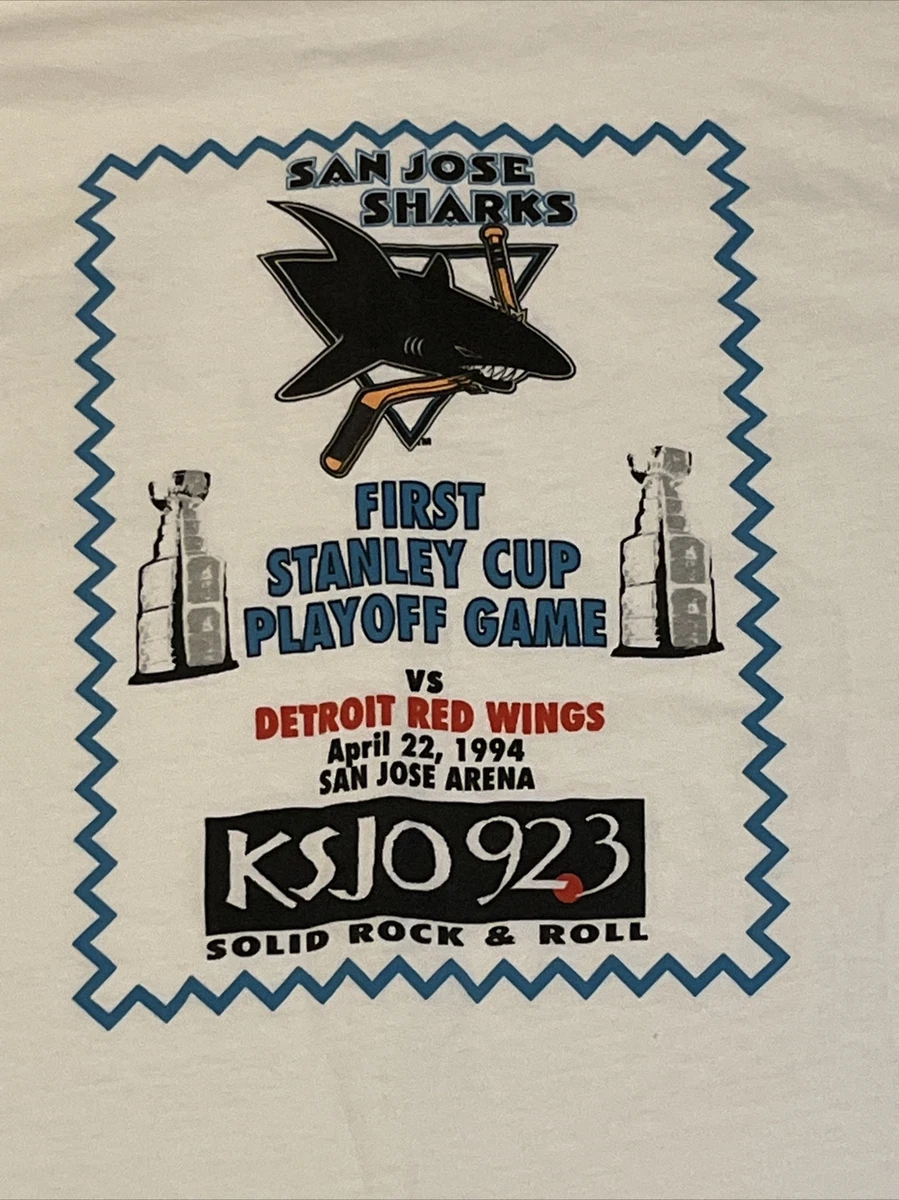 SAN JOSE
SHARKS
TM
FIRST
STANLEY CUP
PLAYOFF GAME
VS
DETROIT RED WINGS
April 22, 1994
SAN JOSE ARENA
KSJO 92.3
SOLID ROCK & ROLL